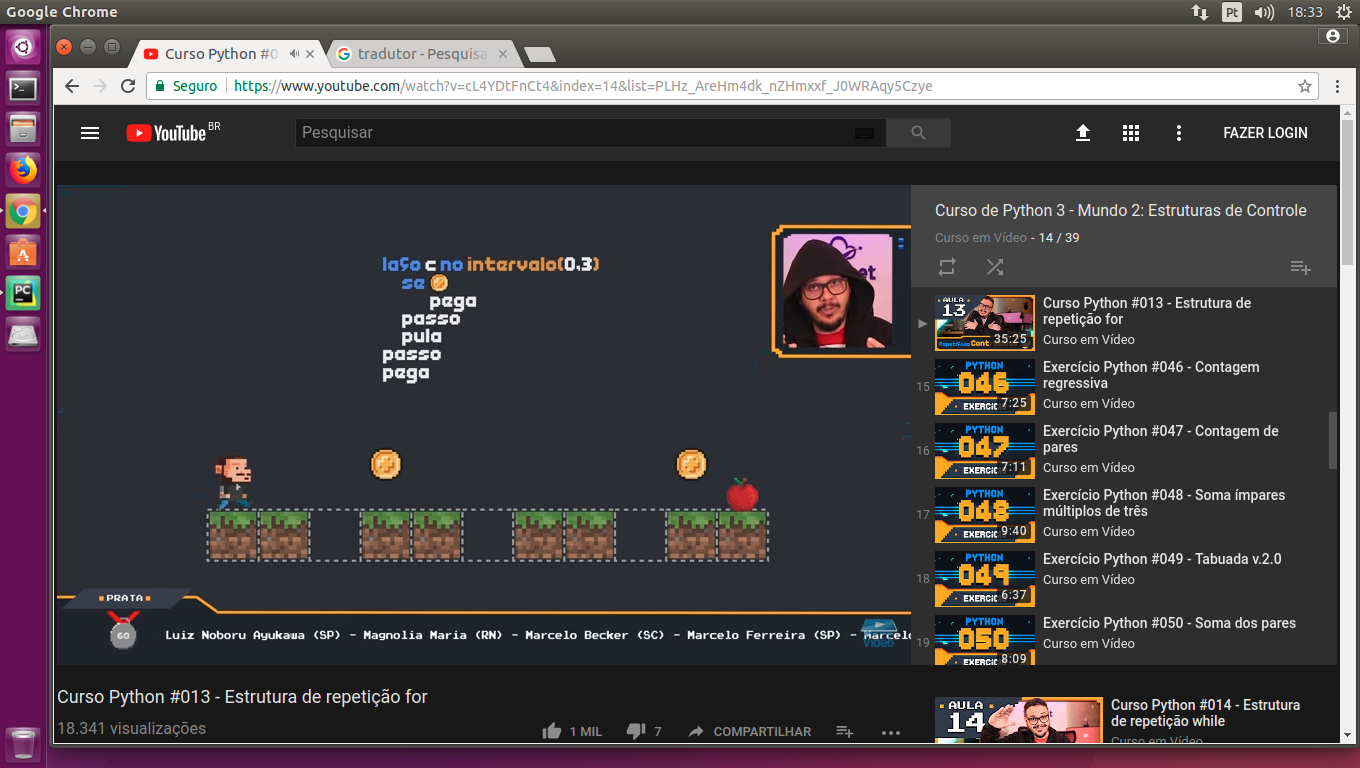 Google Chrome
Pt
18:33
Curso Python #0
tradutor - Pesquisa
Seguro
https://www.youtube.com/watch?v=cL4YDtFnCt4&index=14&list=PLHz_AreHm4dk_nZHmxxf_J0WRAqy5Czye
YouTube BR
Pesquisar
FAZER LOGIN
laço c no intervalo(0,3)
se
pega
passo
pula
passo
pega
PRATA
GO
Luiz Noboru Ayukawa (SP) - Magnolia Maria (RN) - Marcelo Becker (SC) - Marcelo Ferreira (SP) - Marcelo
Vídeo
Curso de Python 3 - Mundo 2: Estruturas de Controle
Curso em Vídeo - 14 / 39
AULA
13
Repetições Cont
35:25
Curso Python #013 - Estrutura de
repetição for
Curso em Vídeo
15
PYTHON
046
EXERCÍC
7:25
Exercício Python #046 - Contagem
regressiva
Curso em Vídeo
16
PYTHON
047
EXERCÍC
7:11
Exercício Python #047 - Contagem de
pares
Curso em Vídeo
17
PYTHON
048
EXERCÍC
9:40
Exercício Python #048 - Soma ímpares
múltiplos de três
Curso em Vídeo
18
PYTHON
049
EXERCÍC
6:37
Exercício Python #049 - Tabuada v.2.0
Curso em Vídeo
19
PYTHON
050
8:09
Exercício Python #050 - Soma dos pares
Curso em Vídeo
Curso Python #013 - Estrutura de repetição for
18.341 visualizações
1 MIL
7
COMPARTILHAR
AULA
14
Curso Python #014 - Estrutura
de repetição while
Curso em Vídeo
PC